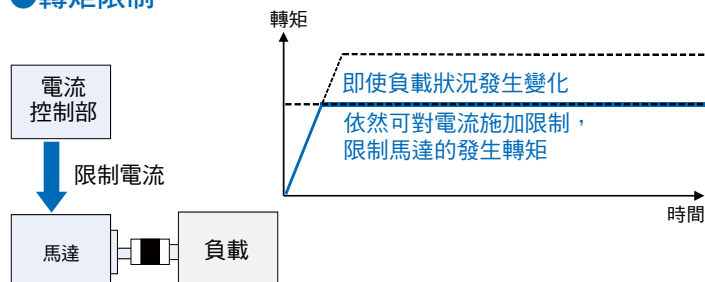 ●轉矩限制
轉矩
電流
控制部
即使負載狀況發生變化
依然可對電流施加限制，
限制馬達的發生轉矩
限制電流
時間
馬達
負載